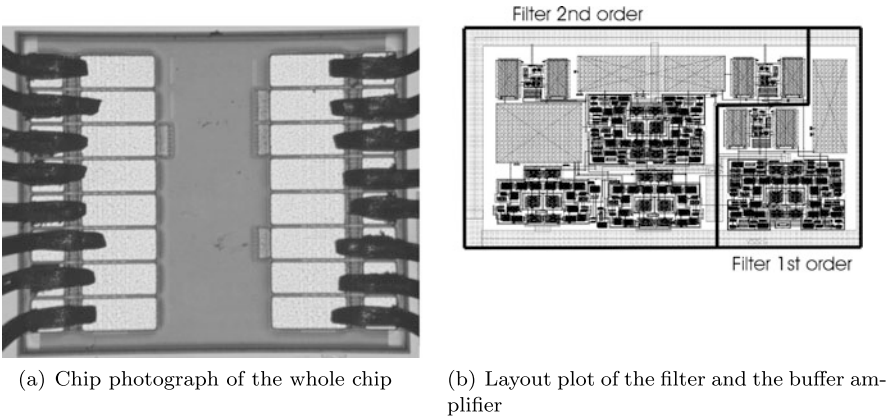 Filter 2nd order
Filter 1st order
(a) Chip photograph of the whole chip
(b) Layout plot of the filter and the buffer am-
plifier